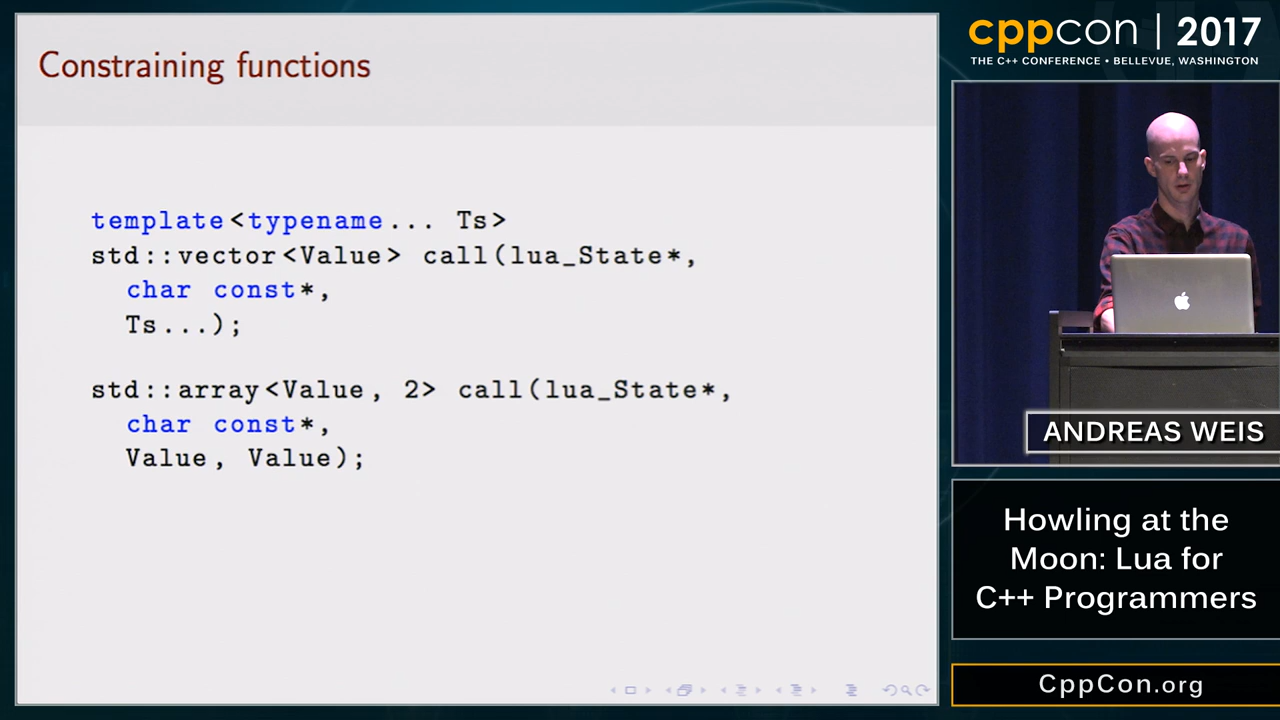 Constraining functions
template<typename... Ts>
std::vector<Value> call(lua_State*,
char const*,
Ts...);
std::array<Value, 2> call(lua_State*,
char const*,
Value, Value);
cppcon | 2017
THE C++ CONFERENCE • BELLEVUE, WASHINGTON
ANDREAS WEIS
Howling at the
Moon: Lua for
C++ Programmers
CppCon.org